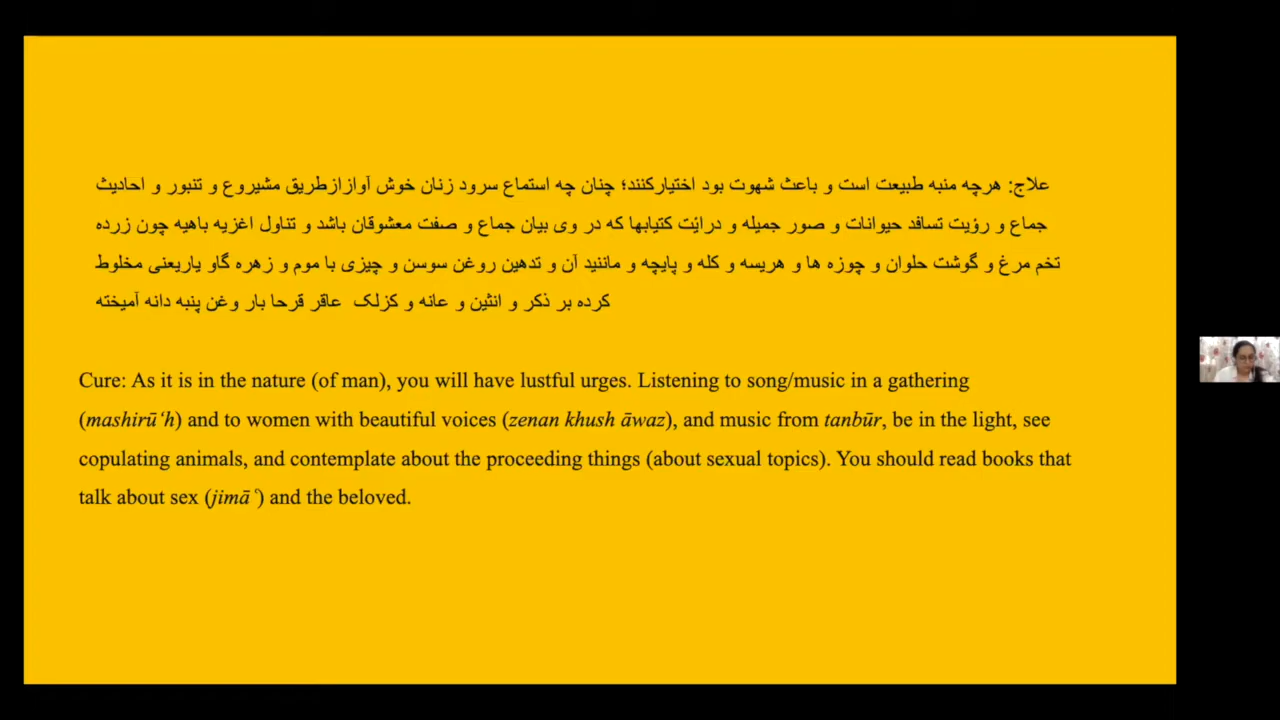 علاج: هرچه منبه طبیعت است و باعث شهوت بود اختیارکنند؛ چنان چه استماع سرود زنان خوش آوازازطریق مشیروع و تنبور و احادیث
جماع و رؤیت تسافد حیوانات و صور جمیله و درایٔت کتیابها که در وی بیان جماع و صفت معشوقان باشد و تناول اغزیه باهیه چون زرده
تخم مرغ و گوشت حلوان و چوزه ها و هریسه و کله و پایچه و ماننید آن و تدهین روغن سوسن و چیزی با موم و زهره گاو یاریعنی مخلوط
کرده بر ذکر و انثین و عانه و کزلک عاقر قرحا بار وغن پنبه دانه آمیخته
Cure: As it is in the nature (of man), you will have lustful urges. Listening to song/music in a gathering
(mashirū‘h) and to women with beautiful voices (zenan khush āwaz), and music from tanbūr, be in the light, see
copulating animals, and contemplate about the proceeding things (about sexual topics). You should read books that
talk about sex (jimāʿ) and the beloved.